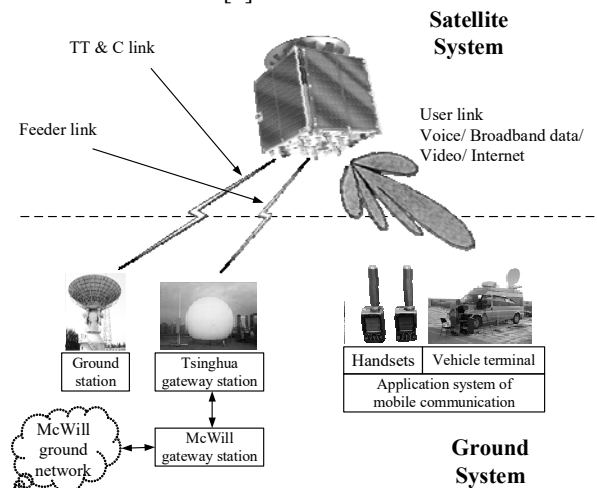 Satellite
System
TT & C link
Feeder link
User link
Voice/ Broadband data/
Video/ Internet
Ground
station
Tsinghua
gateway station
Handsets
Vehicle terminal
Application system of
mobile communication
McWill
ground
network
McWill
gateway station
Ground
System